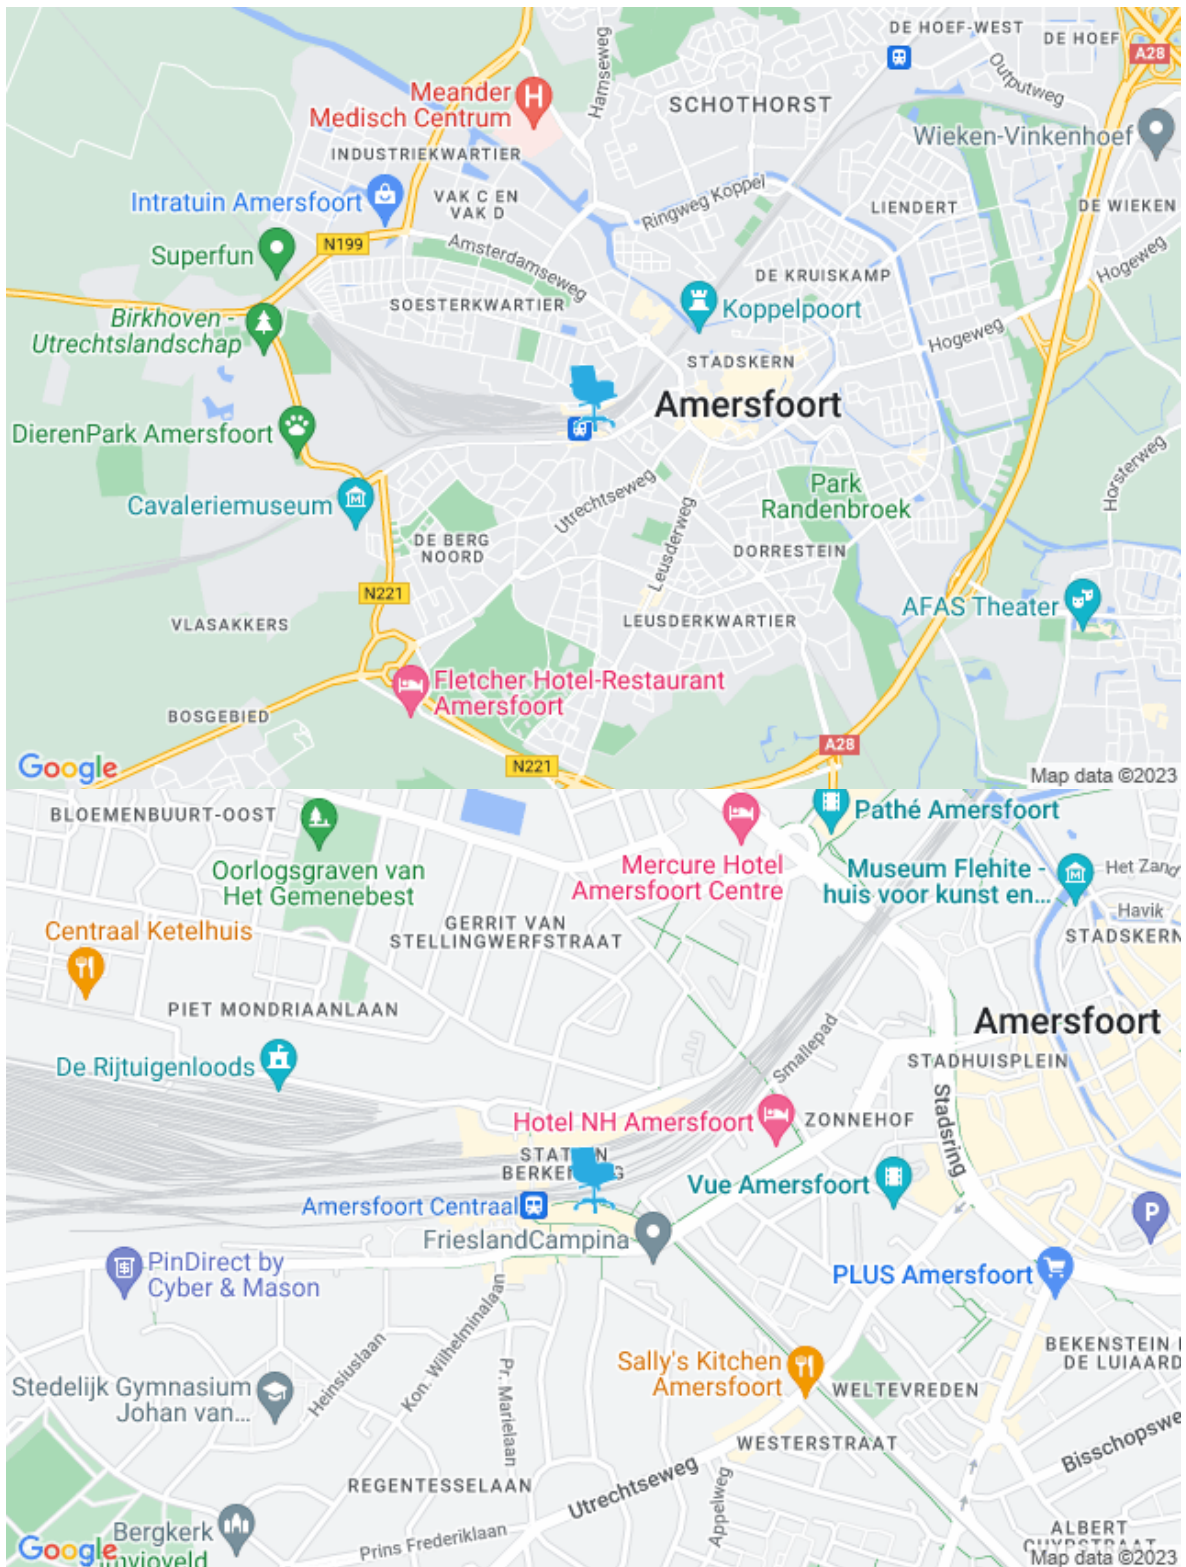 DE HOEF-WEST
DE HOEF
A28
Outputweg
Hamseweg
Meander
Medisch Centrum
SCHOTHORST
Wieken-Vinkenhoef
INDUSTRIEKWARTIER
Intratuin Amersfoort
VAK C EN
VAK D
Ringweg Koppel
LIENDERT
DE WIEKEN
N199
Superfun
Amsterdamseweg
Hogeweg
DE KRUISKAMP
SOESTERKWARTIER
Koppelpoort
Birkhoven -
Utrechtslandschap
Hogeweg
STADSKERN
Amersfoort
DierenPark Amersfoort
Cavaleriemuseum
Utrechtseweg
Park
Randenbroek
Horsterweg
DE BERG
NOORD
Leusderweg
DORRESTEIN
N221
AFAS Theater
VLASAKKERS
LEUSDERKWARTIER
Fletcher Hotel-Restaurant
Amersfoort
BOSGEBIED
A28
N221
Google
Map data ©2023
BLOEMENBUURT-OOST
Pathé Amersfoort
Oorlogsgraven van
Het Gemenebest
Mercure Hotel
Amersfoort Centre
Museum Flehite -
huis voor kunst en...
Het Zand
Havik
STADSKERN
Centraal Ketelhuis
GERRIT VAN
STELLINGWERFSTRAAT
PIET MONDRIAANLAAN
Amersfoort
De Rijtuigenloods
Smallepad
STADHUISPLEIN
Stadsring
Hotel NH Amersfoort
ZONNEHOF
STATION
Vue Amersfoort
Amersfoort Centraal
FrieslandCampina
P
PinDirect by
Cyber & Mason
PLUS Amersfoort
Heinsiuslaan
Kon. Wilhelminalaan
Pr. Marielaan
BEKENSTEIN
DE LUIAARD
Sally's Kitchen
Amersfoort
Stedelijk Gymnasium
Johan van...
WELTEVREDEN
WESTERSTRAAT
Bisschopswe
REGENTESSELAAN
Utrechtseweg
Appelweg
Bergkerk
Prins Frederiklaan
ALBERT
CUYPSTRAAT
Google
Map data ©2023